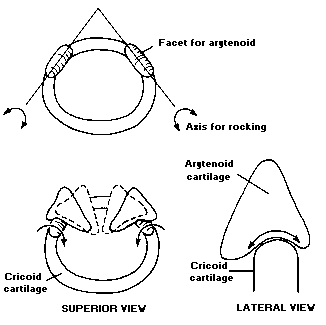 Facet for arytenoid
Axis for rocking
Arytenoid
cartilage
Cricoid
cartilage
Cricoid
cartilage
SUPERIOR VIEW
LATERAL VIEW